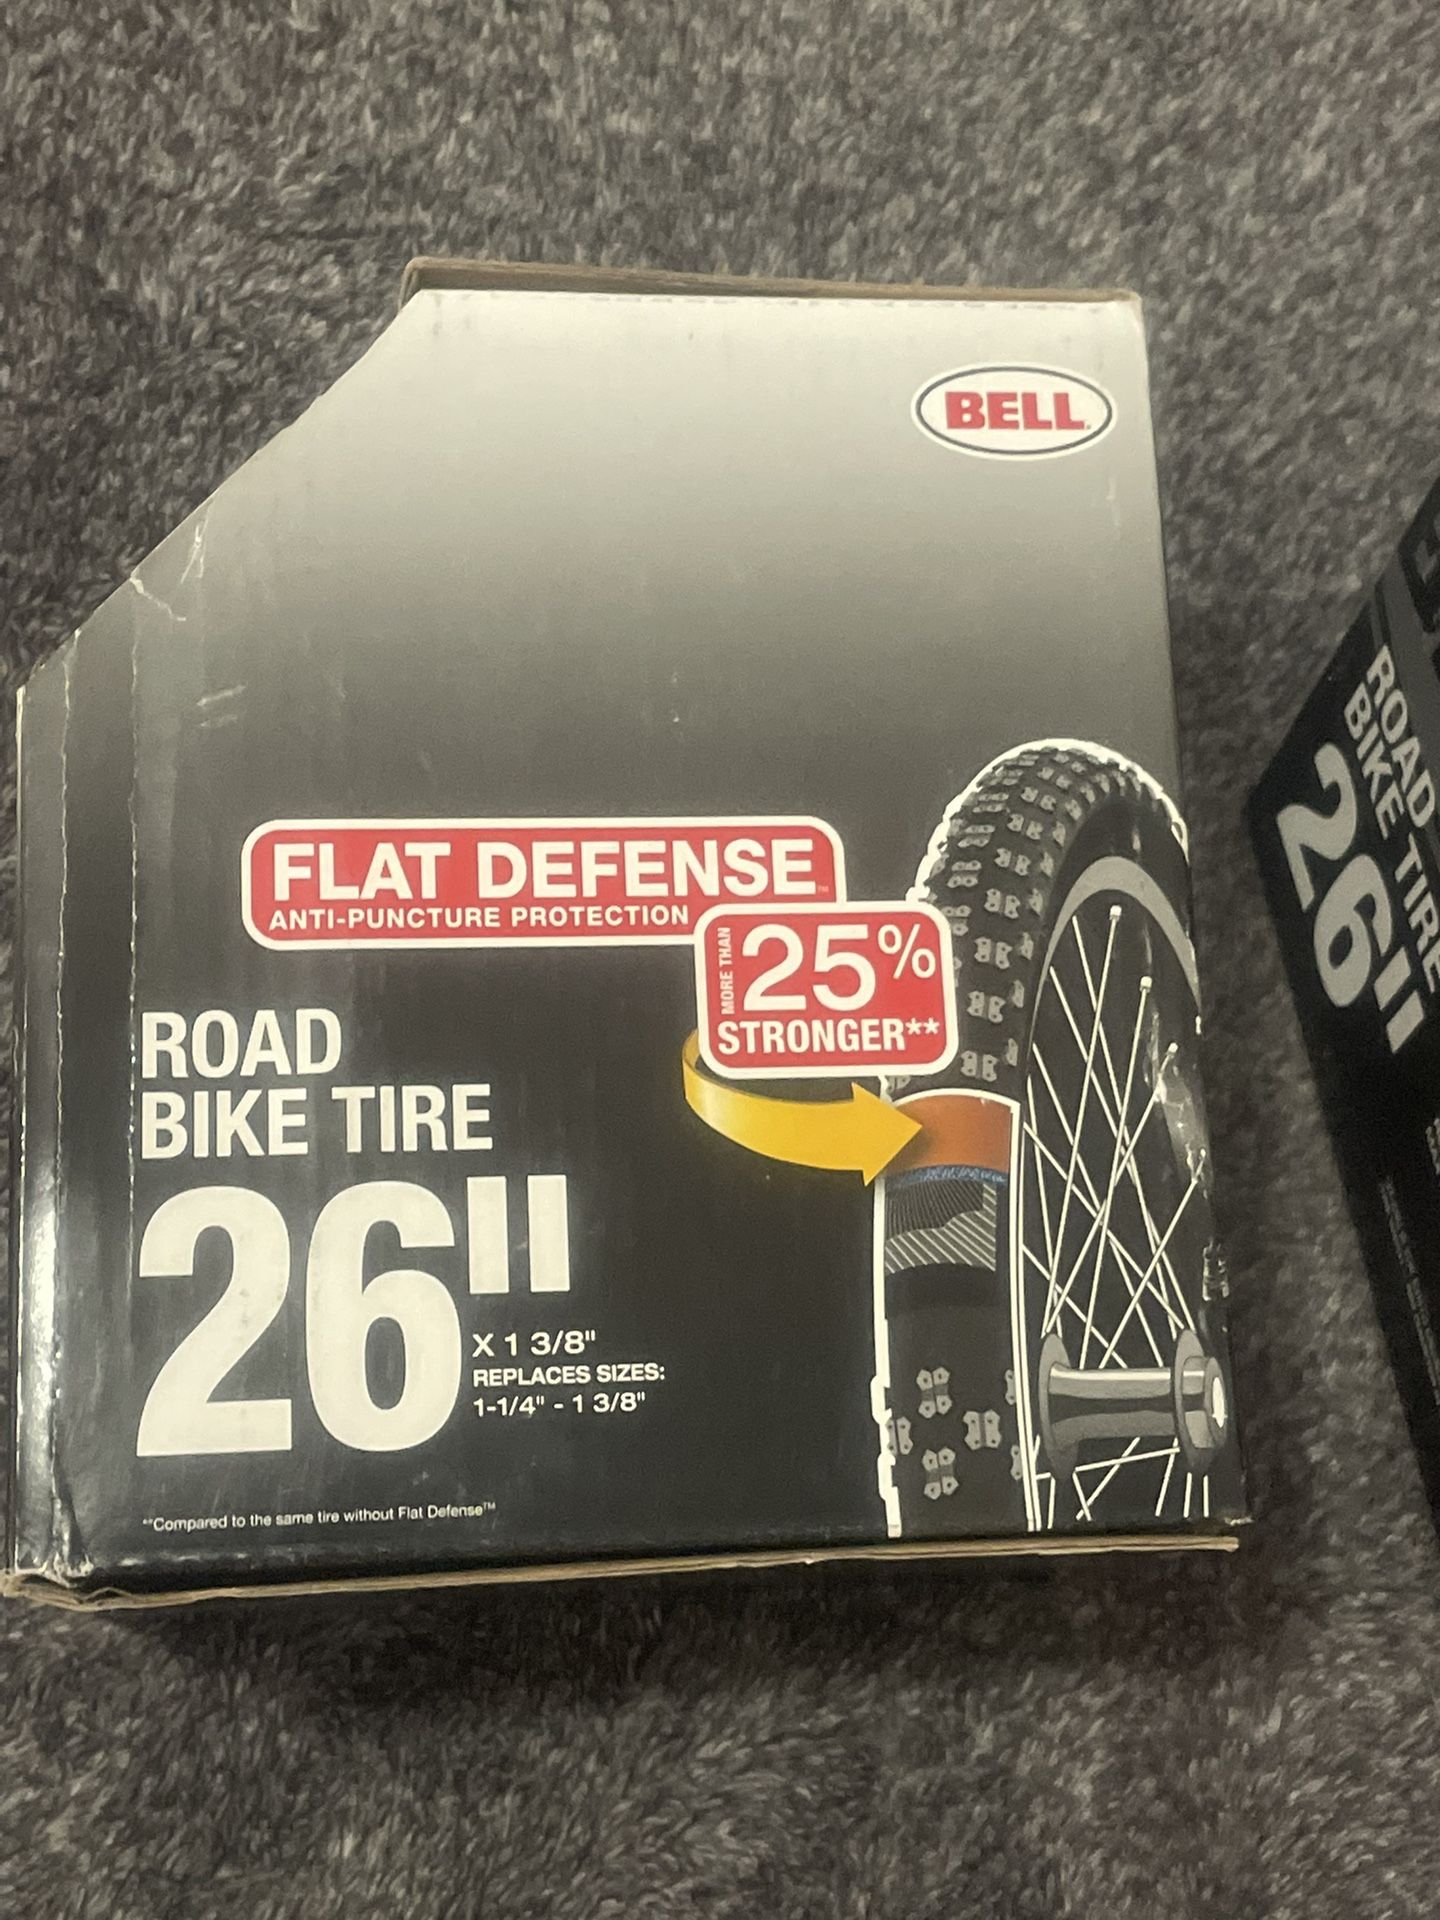 BELL
FLAT DEFENSE™
ANTI-PUNCTURE PROTECTION
MORE THAN
25%
STRONGER**
ROAD
BIKE TIRE
26"
X 1 3/8"
REPLACES SIZES:
1-1/4" - 1 3/8"
**Compared to the same tire without Flat Defense™
ROAD
BIKE TIRE
26"